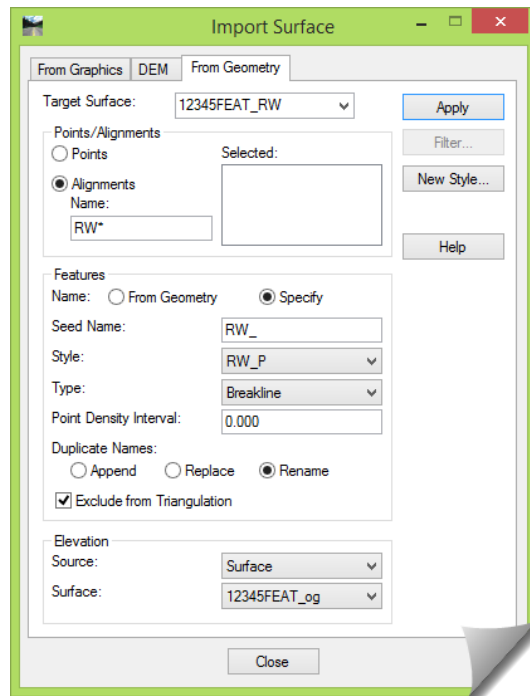 Import Surface
From Graphics DEM From Geometry
Target Surface: 12345FEAT_RW Apply
Points/Alignments
Points Selected: Filter...
Alignments New Style...
Name:
RW*
Help
Features
Name: From Geometry Specify
Seed Name: RW_
Style: RW_P
Type: Breakline
Point Density Interval: 0.000
Duplicate Names:
Append Replace Rename
Exclude from Triangulation
Elevation
Source: Surface
Surface: 12345FEAT_og
Close